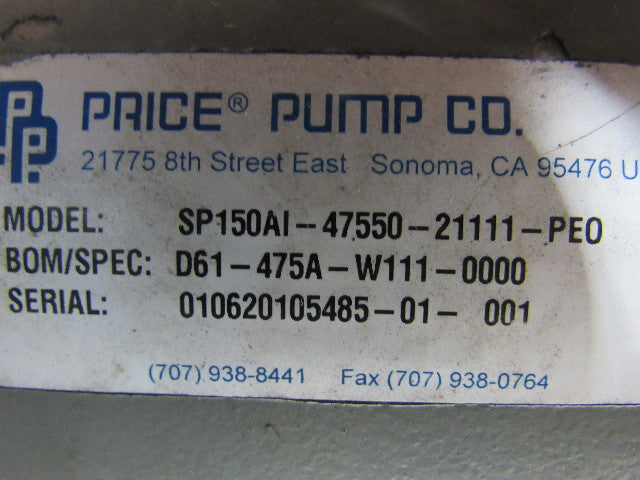 PPP
PRICE® PUMP CO.
21775 8th Street East Sonoma, CA 95476 U
MODEL: SP150AI-47550-21111-PEO
BOM/SPEC: D61-475A-W111-0000
SERIAL: 010620105485-01- 001
(707) 938-8441 Fax (707) 938-0764